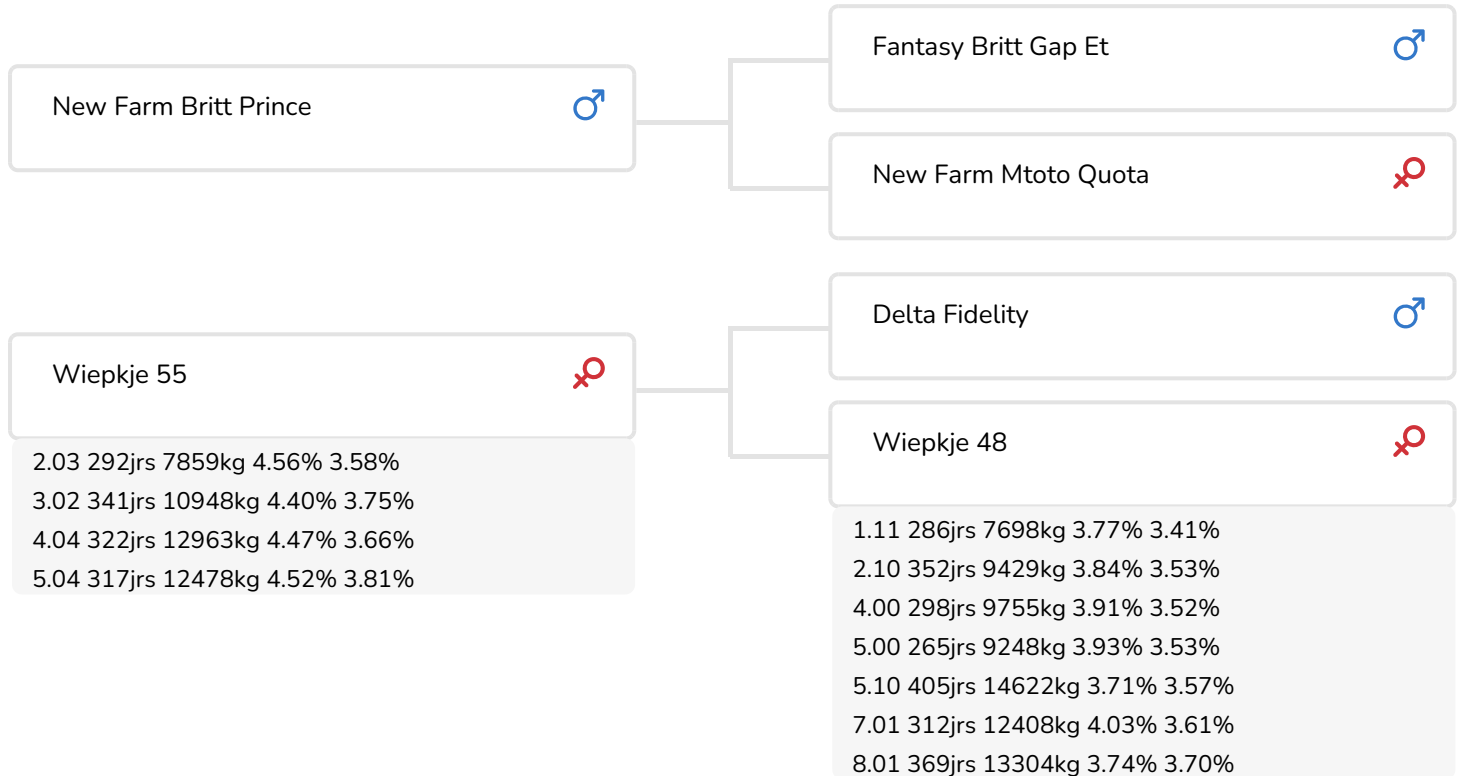 New Farm Britt Prince
Fantasy Britt Gap Et
New Farm Mtoto Quota
Wiepkje 55
2.03 292jrs 7859kg 4.56% 3.58%
3.02 341jrs 10948kg 4.40% 3.75%
4.04 322jrs 12963kg 4.47% 3.66%
5.04 317jrs 12478kg 4.52% 3.81%
Delta Fidelity
Wiepkje 48
1.11 286jrs 7698kg 3.77% 3.41%
2.10 352jrs 9429kg 3.84% 3.53%
4.00 298jrs 9755kg 3.91% 3.52%
5.00 265jrs 9248kg 3.93% 3.53%
5.10 405jrs 14622kg 3.71% 3.57%
7.01 312jrs 12408kg 4.03% 3.61%
8.01 369jrs 13304kg 3.74% 3.70%